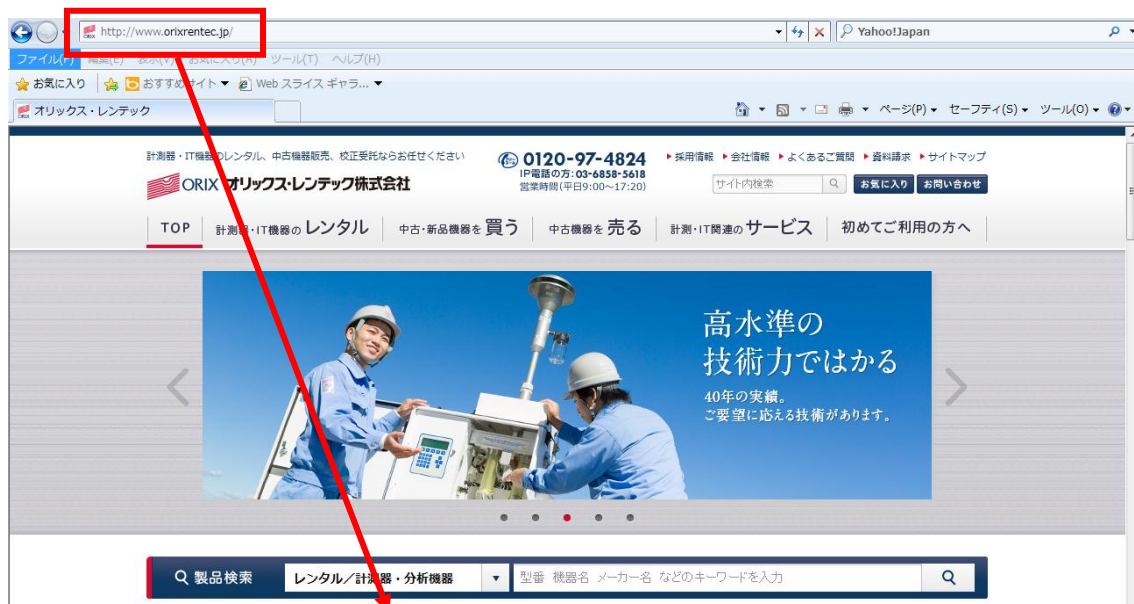 http://www.orixrentec.jp/
Yahoo!Japan
ファイル(F) 編集(E) 表示(V) お気に入り(A) ツール(T) ヘルプ(H)
お気に入り おすすめサイト ▼ Web スライス ギャラ... ▼
オリックス・レンテック
ページ(P) セーフティ(S) ツール(O)
計測器・IT機器のレンタル、中古機器販売、校正受託ならお任せください
0120-97-4824
IP電話の方:03-6858-5618
営業時間(平日9:00～17:20)
採用情報 会社情報 よくあるご質問 資料請求 サイトマップ
ORIX オリックス・レンテック株式会社
サイト内検索 お気に入り お問い合わせ
TOP 計測器・IT機器のレンタル 中古・新品機器を買う 中古機器を売る 計測・IT関連のサービス 初めてご利用の方へ
高水準の
技術力ではかる
40年の実績。
ご要望に応える技術があります。
製品検索 レンタル／計測器・分析機器 型番 機器名 メーカー名 などのキーワードを入力